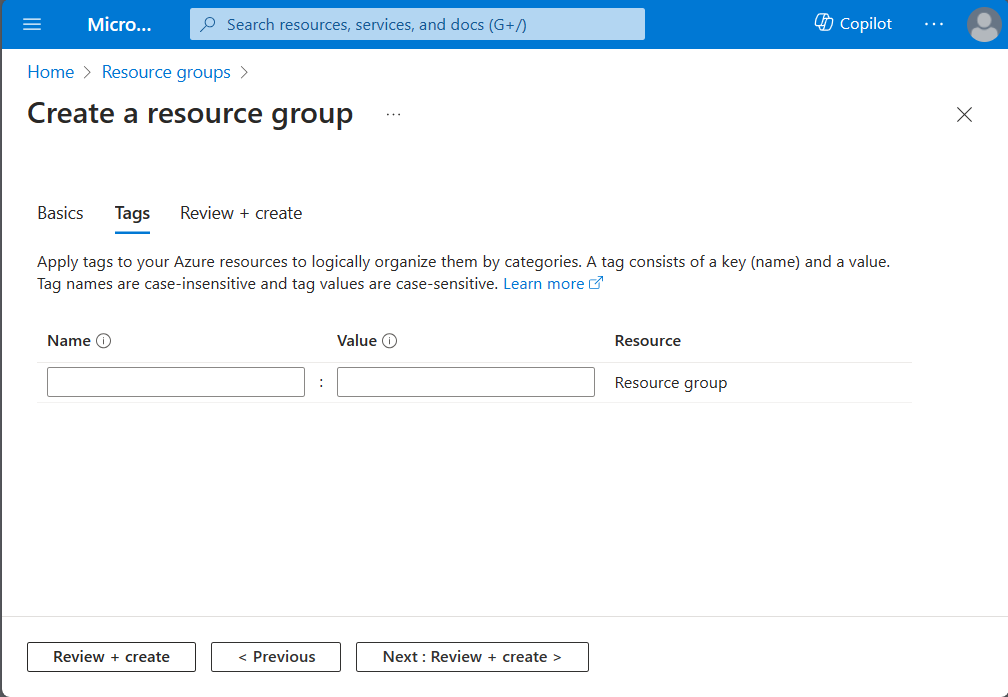 Micro...
Search resources, services, and docs (G+/)
Copilot
Home > Resource groups >
Create a resource group ...
Basics Tags Review + create
Apply tags to your Azure resources to logically organize them by categories. A tag consists of a key (name) and a value.
Tag names are case-insensitive and tag values are case-sensitive. Learn more
Name Value Resource
: Resource group
Review + create < Previous Next : Review + create >